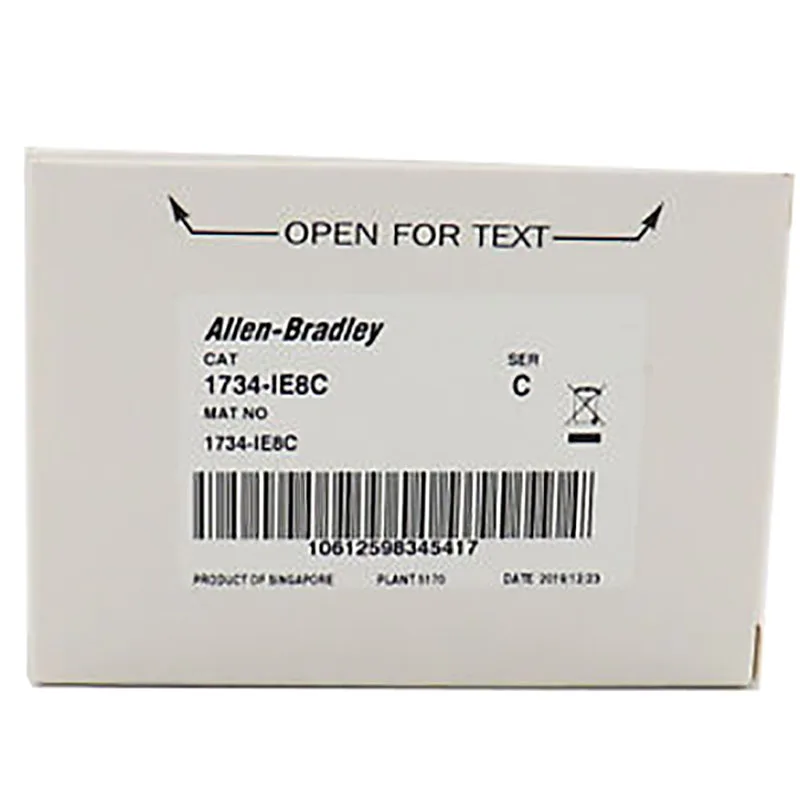 OPEN FOR TEXT
Allen-Bradley
CAT SER
1734-IE8C C
MAT NO
1734-IE8C
10612598345417
PRODUCT OF SINGAPORE PLANT 5170 DATE 2019/12/23